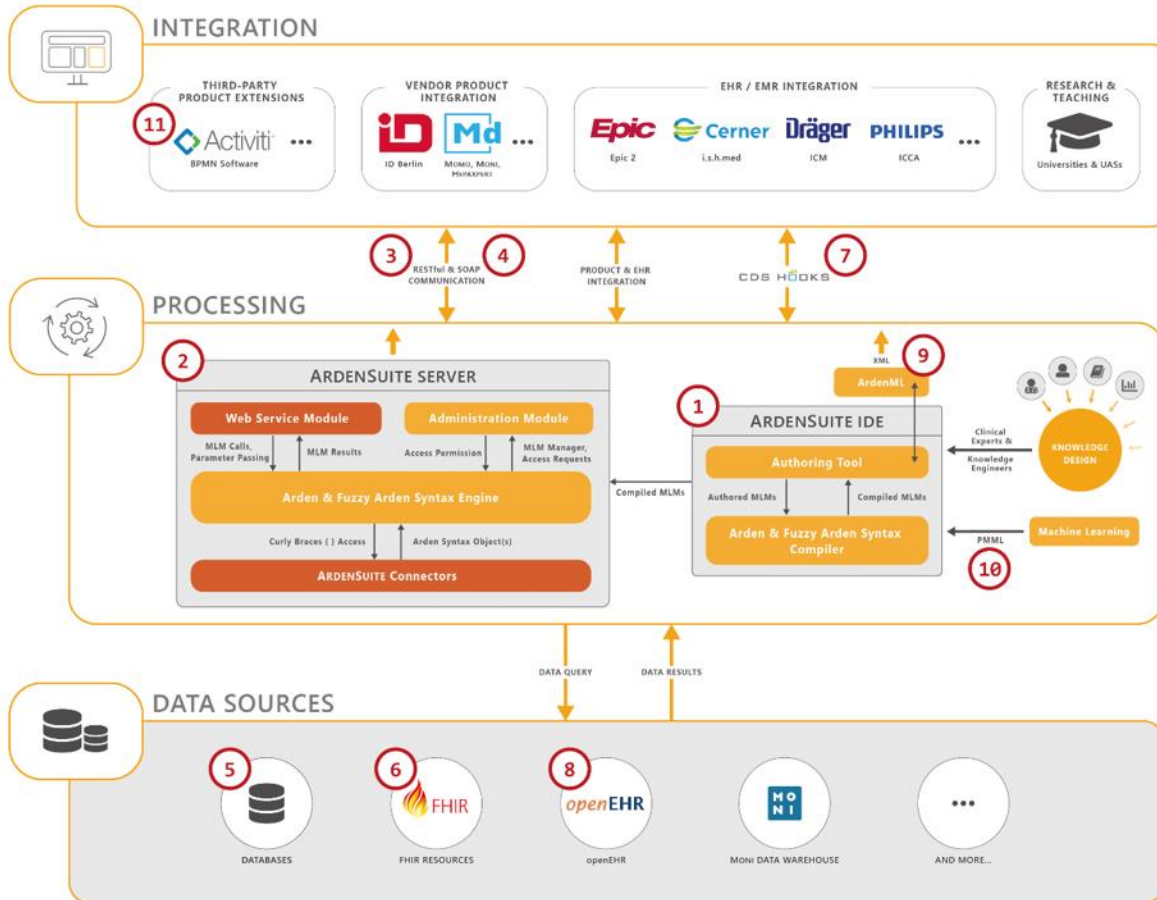 INTEGRATION
THIRD-PARTY
PRODUCT EXTENSIONS
11
Activiti
...
BPMN Software
VENDOR PRODUCT
INTEGRATION
iD
Md
...
ID Berlin
MOMO, MONI,
HEPAXPERT
EHR / EMR INTEGRATION
Epic
Cerner
Dräger
PHILIPS
...
Epic 2
i.s.h.med
ICM
ICCA
RESEARCH &
TEACHING
Universities & UASs
3
RESTful & SOAP
COMMUNICATION
4
PRODUCT & EHR
INTEGRATION
7
CDS HOOKS
PROCESSING
2
ARDENSUITE SERVER
Web Service Module
Administration Module
MLM Calls,
Parameter Passing
MLM Results
Access Permission
MLM Manager,
Access Requests
Arden & Fuzzy Arden Syntax Engine
Curly Braces { } Access
Arden Syntax Object(s)
ARDENSUITE Connectors
Compiled MLMs
XML
9
ArdenML
1
ARDENSUITE IDE
Authoring Tool
Authored MLMs
Compiled MLMs
Arden & Fuzzy Arden Syntax
Compiler
Clinical
Experts &
Knowledge
Engineers
KNOWLEDGE
DESIGN
PMML
10
Machine Learning
DATA QUERY
DATA RESULTS
DATA SOURCES
5
DATABASES
6
FHIR
FHIR RESOURCES
8
openEHR
openEHR
MO
NI
MONI DATA WAREHOUSE
...
AND MORE...